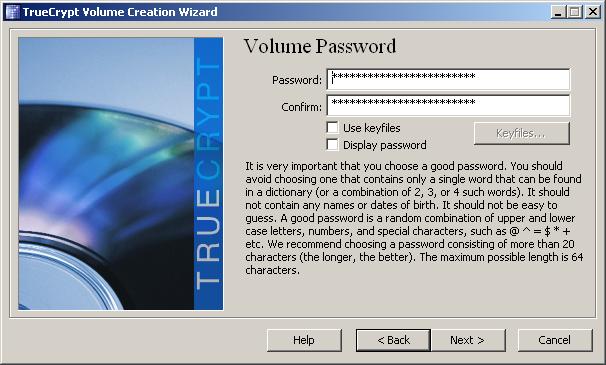 TrueCrypt Volume Creation Wizard
Volume Password
Password: ************************
Confirm: ************************
Use keyfiles
Keyfiles...
Display password
It is very important that you choose a good password. You should
avoid choosing one that contains only a single word that can be found
in a dictionary (or a combination of 2, 3, or 4 such words). It should
not contain any names or dates of birth. It should not be easy to
guess. A good password is a random combination of upper and lower
case letters, numbers, and special characters, such as @ ^ = $ * +
etc. We recommend choosing a password consisting of more than 20
characters (the longer, the better). The maximum possible length is 64
characters.
TRUECRYPT
Help
< Back
Next >
Cancel